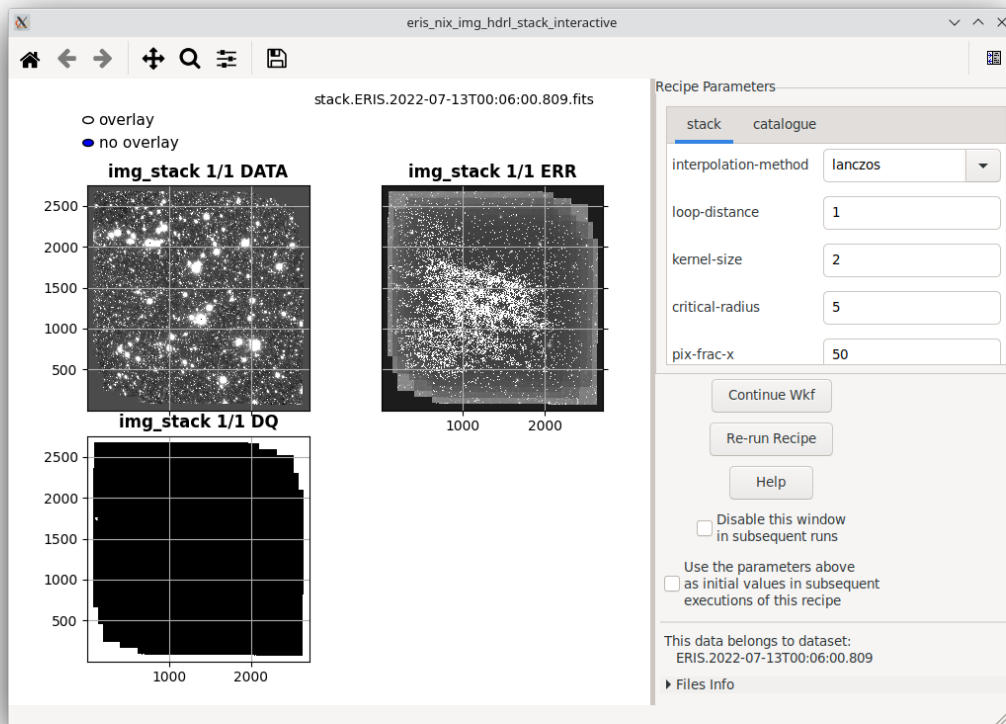 eris_nix_img_hdrl_stack_interactive
stack.ERIS.2022-07-13T00:06:00.809.fits
overlay
no overlay
img_stack 1/1 DATA
2500
2000
1500
1000
500
img_stack 1/1 ERR
1000
2000
img_stack 1/1 DQ
2500
2000
1500
1000
500
1000
2000
Recipe Parameters
stack
catalogue
interpolation-method
lanczos
loop-distance
1
kernel-size
2
critical-radius
5
pix-frac-x
50
Continue Wkf
Re-run Recipe
Help
Disable this window
in subsequent runs
Use the parameters above
as initial values in subsequent
executions of this recipe
This data belongs to dataset:
ERIS.2022-07-13T00:06:00.809
Files Info